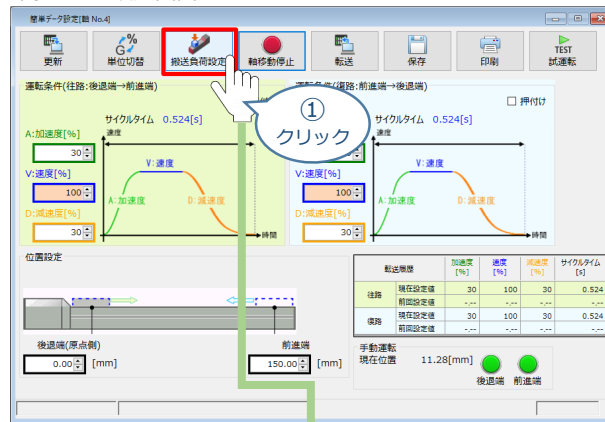 簡単データ設定[軸 No.4]
更新
単位切替
搬送負荷設定
軸移動停止
転送
保存
印刷
TEST
試運転
運転条件(往路:後退端→前進端)
路:前進端→後退端)
押付け
サイクルタイム 0.524[s]
サイクルタイム 0.524[s]
①
クリック
A:加速度[%]
30
速度
V:速度
V:速度[%]
100
A:加速度
D:減速度
D:減速度[%]
30
時間
速度
V:速度
V:速度[%]
100
A:加速度
D:減速度
D:減速度[%]
30
時間
位置設定
後退端(原点側)
0.00 [mm]
前進端
150.00 [mm]
転送履歴 加速度[%] 速度[%] 減速度[%] サイクルタイム[s]
往路 現在設定値 30 100 30 0.524
前回設定値 -.-- -.-- -.-- -.--
復路 現在設定値 30 100 30 0.524
前回設定値 -.-- -.-- -.-- -.--
手動運転
現在位置 11.28[mm]
後退端 前進端